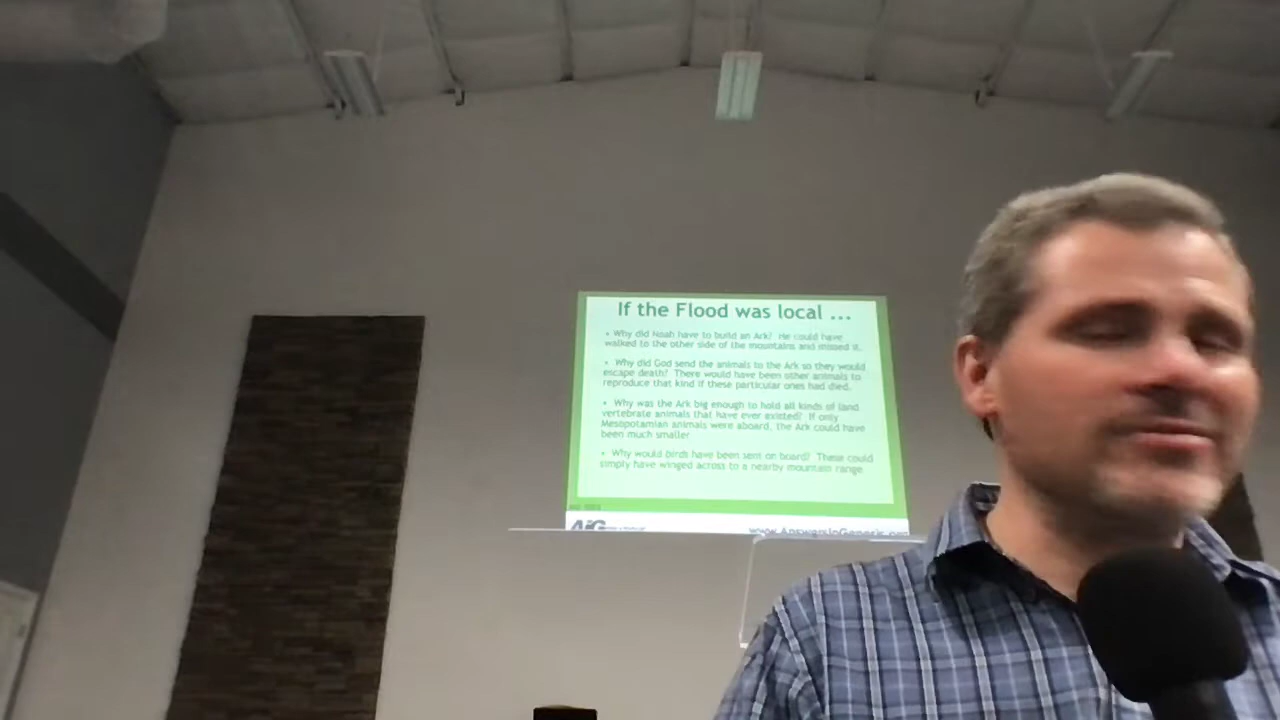 If the Flood was local ...
• Why did Noah have to build an Ark? He could have
walked to the other side of the mountains and missed it.
• Why did God send the animals to the Ark so they would
escape death? There would have been other animals to
reproduce that kind if these particular ones had died.
• Why was the Ark big enough to hold all kinds of land
vertebrate animals that have ever existed? If only
Mesopotamian animals were aboard, the Ark could have
been much smaller
• Why would birds have been sent on board? These could
simply have winged across to a nearby mountain range
AiG
www.AnswersInGenesis.org